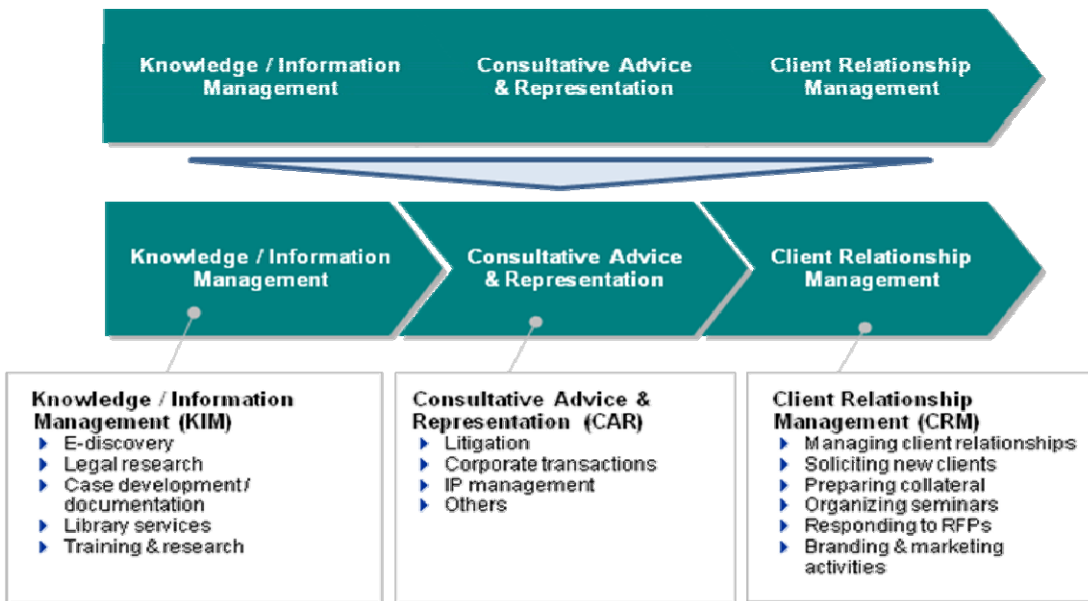 Knowledge / Information
Management
Consultative Advice
& Representation
Client Relationship
Management
Knowledge / Information
Management
Consultative Advice
& Representation
Client Relationship
Management
Knowledge / Information
Management (KIM)
E-discovery
Legal research
Case development /
documentation
Library services
Training & research
Consultative Advice &
Representation (CAR)
Litigation
Corporate transactions
IP management
Others
Client Relationship
Management (CRM)
Managing client relationships
Soliciting new clients
Preparing collateral
Organizing seminars
Responding to RFPs
Branding & marketing
activities